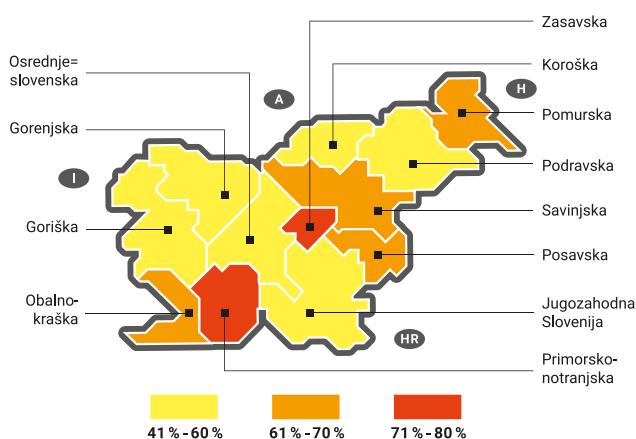 Zasavska
Osrednje=
slovenska
Koroška
A
H
Gorenjska
Pomurska
Podravska
I
Goriška
Savinjska
Posavska
Obalno-
kraška
Jugozahodna
Slovenija
HR
Primorsko-
notranjska
41 % - 60 %
61 % - 70 %
71 % - 80 %